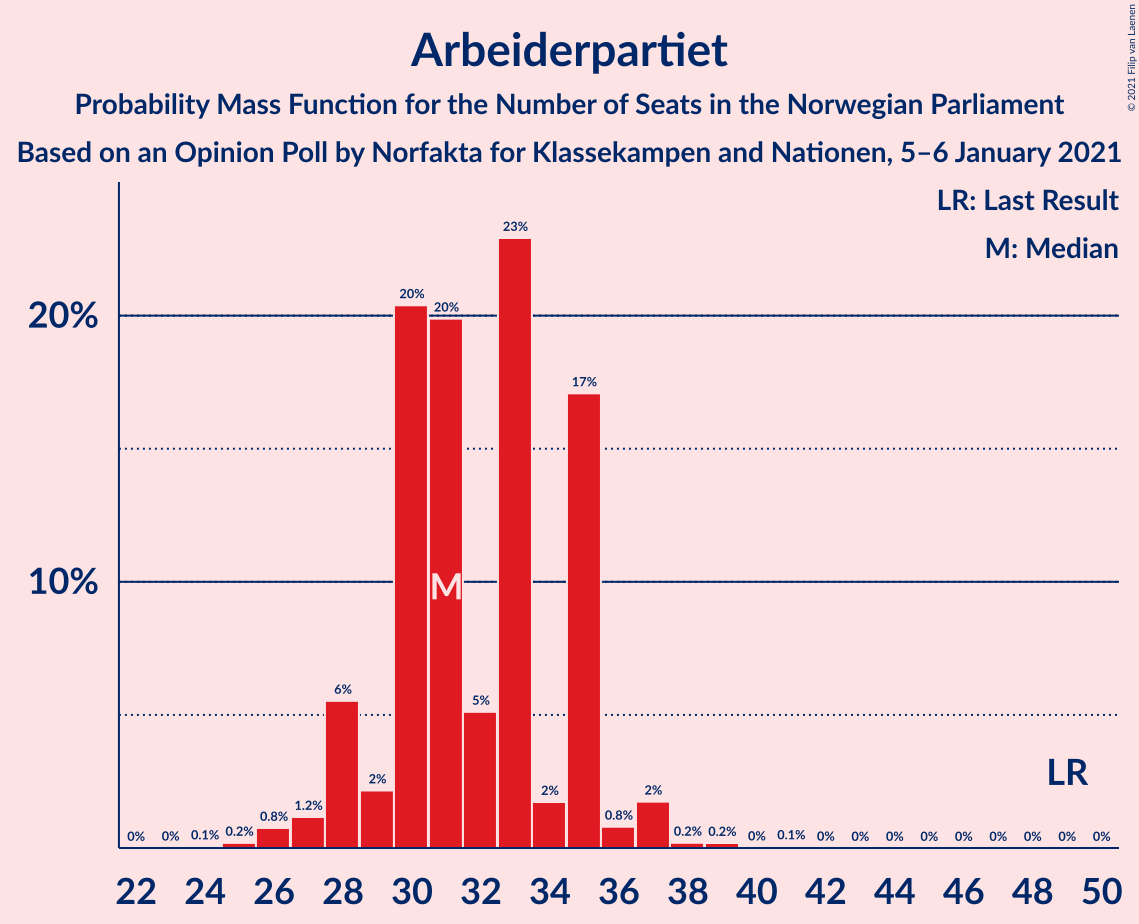 © 2021 Filip van Laenen
Arbeiderpartiet
Probability Mass Function for the Number of Seats in the Norwegian Parliament
Based on an Opinion Poll by Norfakta for Klassekampen and Nationen, 5–6 January 2021
LR: Last Result
M: Median
23%
20% 20%
20%
17%
10%
M
6%
5%
LR
2% 2% 2%
0% 0% 0.1% 0.2% 0.8% 1.2% 0.8% 0.2% 0.2% 0% 0.1% 0% 0% 0% 0% 0% 0% 0% 0% 0%
22 24 26 28 30 32 34 36 38 40 42 44 46 48 50